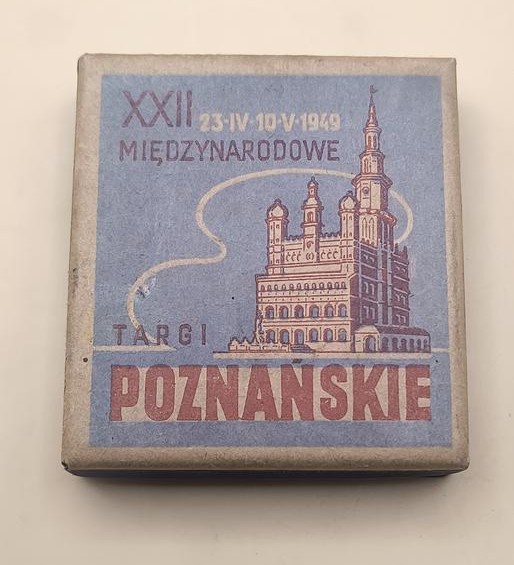 XXII 23·IV·10·V·1949
MIĘDZYNARODOWE
TARGI
POZNAŃSKIE